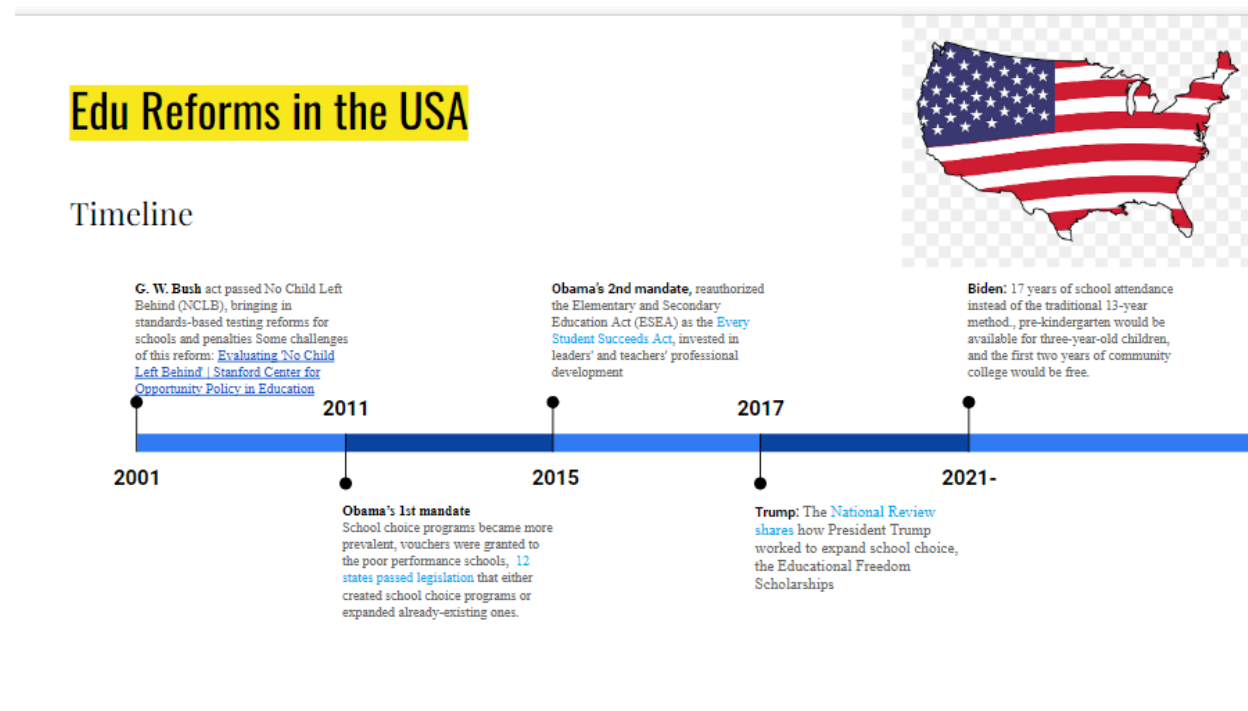 Edu Reforms in the USA
Timeline
G. W. Bush act passed No Child Left
Behind (NCLB), bringing in
standards-based testing reforms for
schools and penalties Some challenges
of this reform: Evaluating 'No Child
Left Behind' | Stanford Center for
Opportunity Policy in Education
2001
2011
Obama's 1st mandate
School choice programs became more
prevalent, vouchers were granted to
the poor performance schools, 12
states passed legislation that either
created school choice programs or
expanded already-existing ones.
Obama's 2nd mandate, reauthorized
the Elementary and Secondary
Education Act (ESEA) as the Every
Student Succeeds Act, invested in
leaders' and teachers' professional
development
2015
2017
Trump: The National Review
shares how President Trump
worked to expand school choice,
the Educational Freedom
Scholarships
Biden: 17 years of school attendance
instead of the traditional 13-year
method., pre-kindergarten would be
available for three-year-old children,
and the first two years of community
college would be free.
2021-